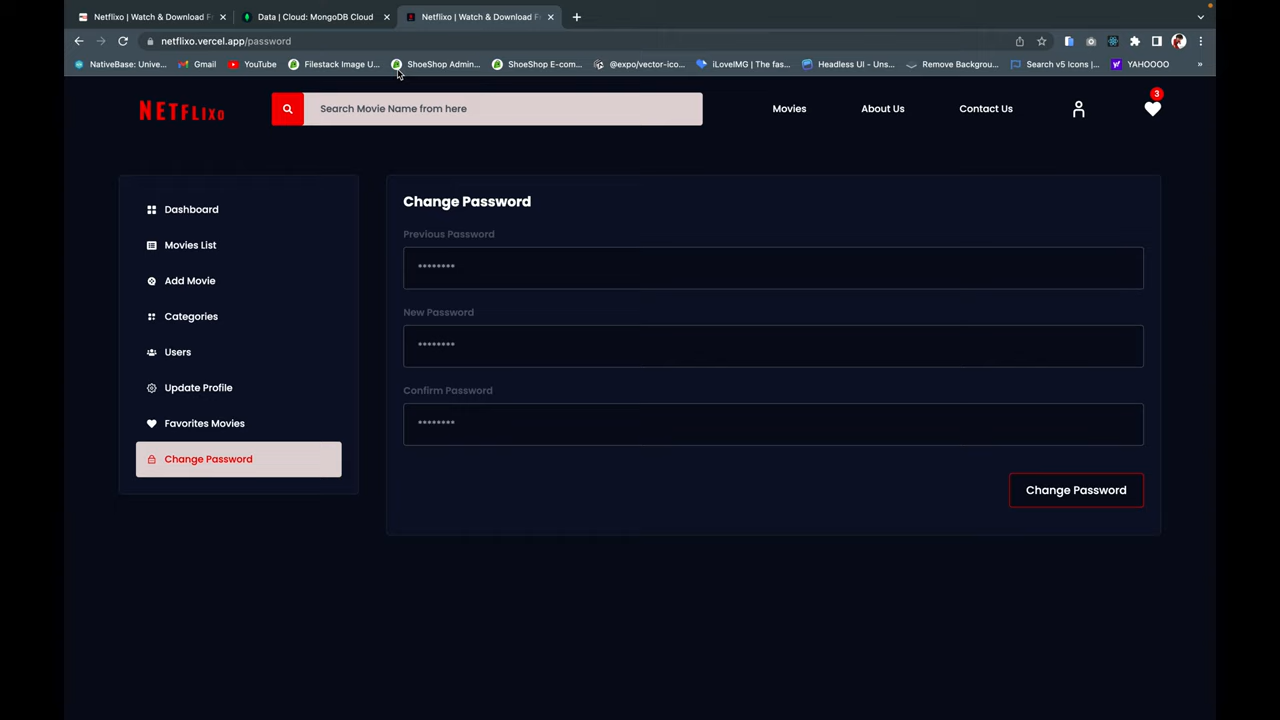 Netflixo | Watch & Download F
Data | Cloud: MongoDB Cloud
Netflixo | Watch & Download F
netflixo.vercel.app/password
NativeBase: Unive...
Gmail
YouTube
Filestack Image U...
ShoeShop Admin...
ShoeShop E-com...
@expo/vector-ico...
iLoveIMG | The fas...
Headless UI - Uns...
Remove Backgrou...
Search v5 Icons |...
YAHOOOO
»
NETFLIXO
Search Movie Name from here
Movies
About Us
Contact Us
3
Dashboard
Movies List
Add Movie
Categories
Users
Update Profile
Favorites Movies
Change Password
Change Password
Previous Password
********
New Password
********
Confirm Password
********
Change Password